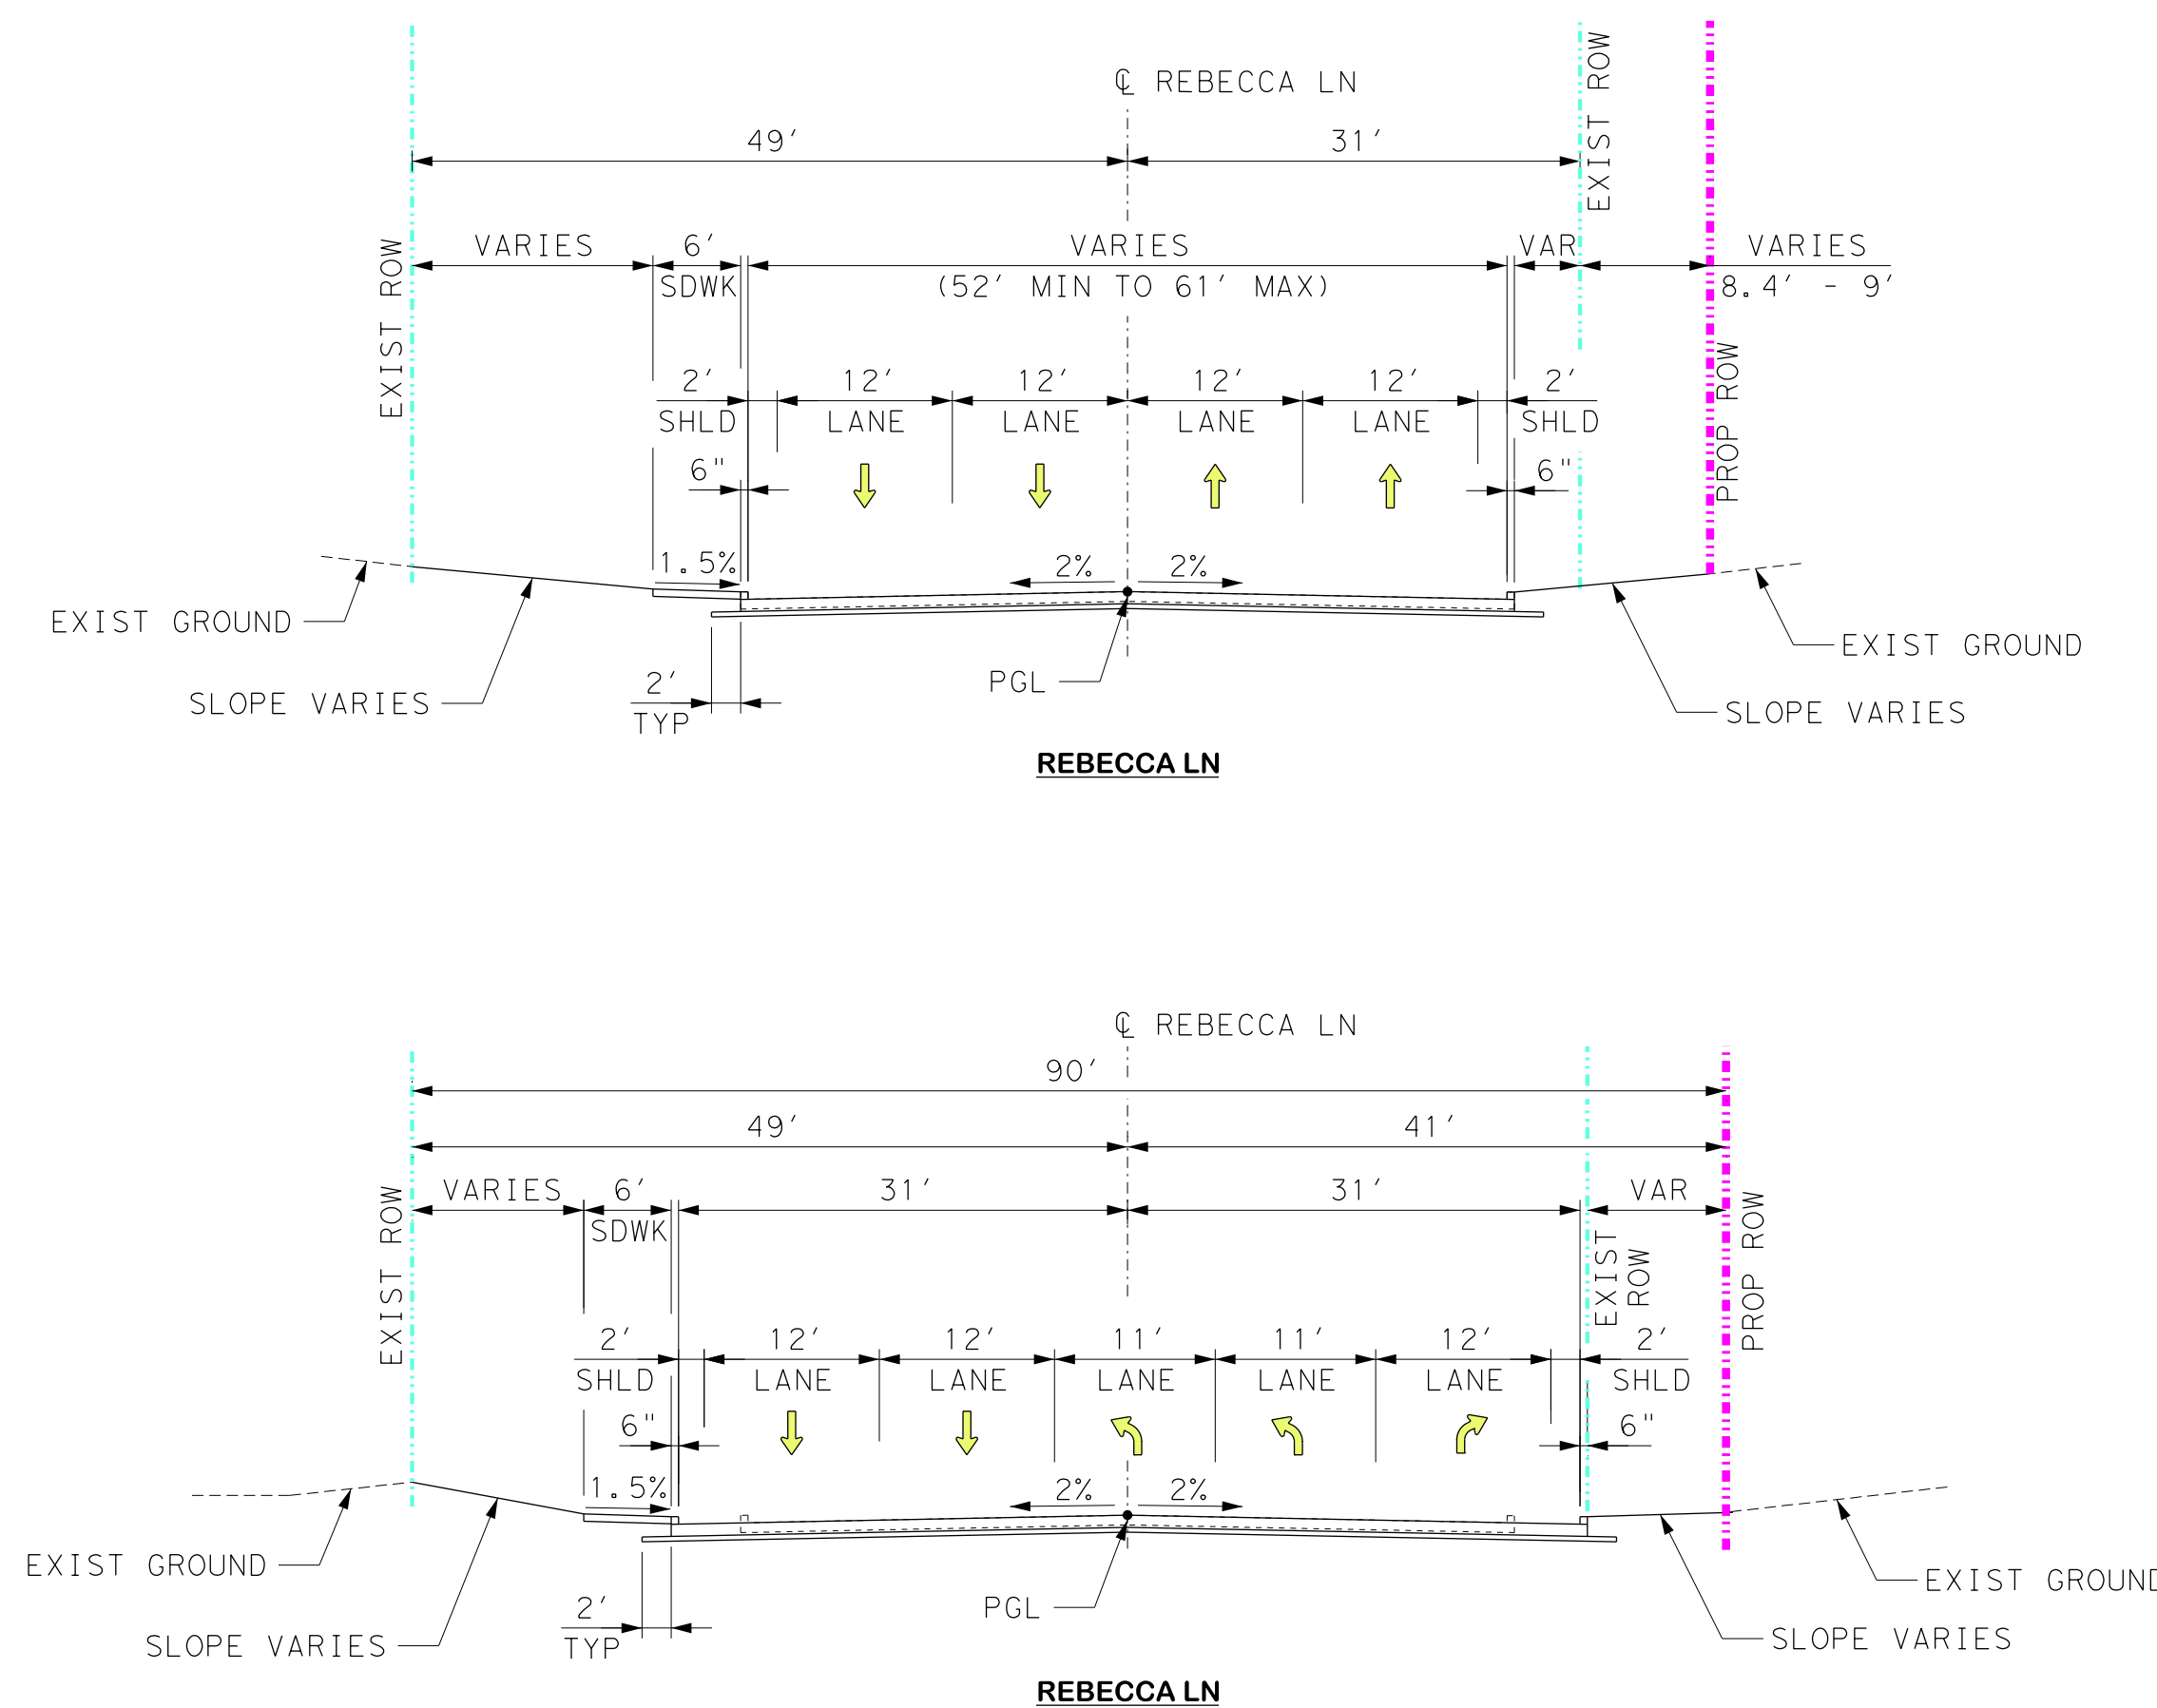 ℄ REBECCA LN
49'
31'
EXIST ROW
EXIST ROW
VARIES
6'
SDWK
VARIES
(52' MIN TO 61' MAX)
VAR
VARIES
8.4' - 9'
PROP ROW
2'
SHLD
12'
LANE
12'
LANE
12'
LANE
12'
LANE
2'
SHLD
6"
6"
1.5%
2%
2%
EXIST GROUND
SLOPE VARIES
2'
TYP
PGL
EXIST GROUND
SLOPE VARIES
REBECCA LN
℄ REBECCA LN
90'
49'
41'
EXIST ROW
VARIES
6'
SDWK
31'
31'
VAR
EXIST
ROW
PROP ROW
2'
SHLD
12'
LANE
12'
LANE
11'
LANE
11'
LANE
12'
LANE
2'
SHLD
6"
6"
1.5%
2%
2%
EXIST GROUND
SLOPE VARIES
2'
TYP
PGL
EXIST GROUND
SLOPE VARIES
REBECCA LN